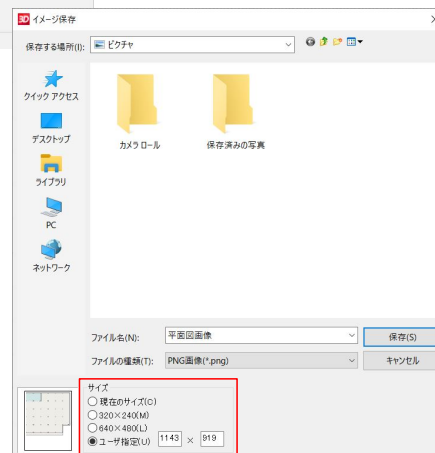 3D イメージ保存
保存する場所(I): ピクチャ
クイック アクセス
デスクトップ
ライブラリ
PC
ネットワーク
カメラ ロール
保存済みの写真
ファイル名(N): 平面図画像 保存(S)
ファイルの種類(T): PNG画像(*.png) キャンセル
サイズ
現在のサイズ(C)
320×240(M)
640×480(L)
ユーザ指定(U) 1143 × 919